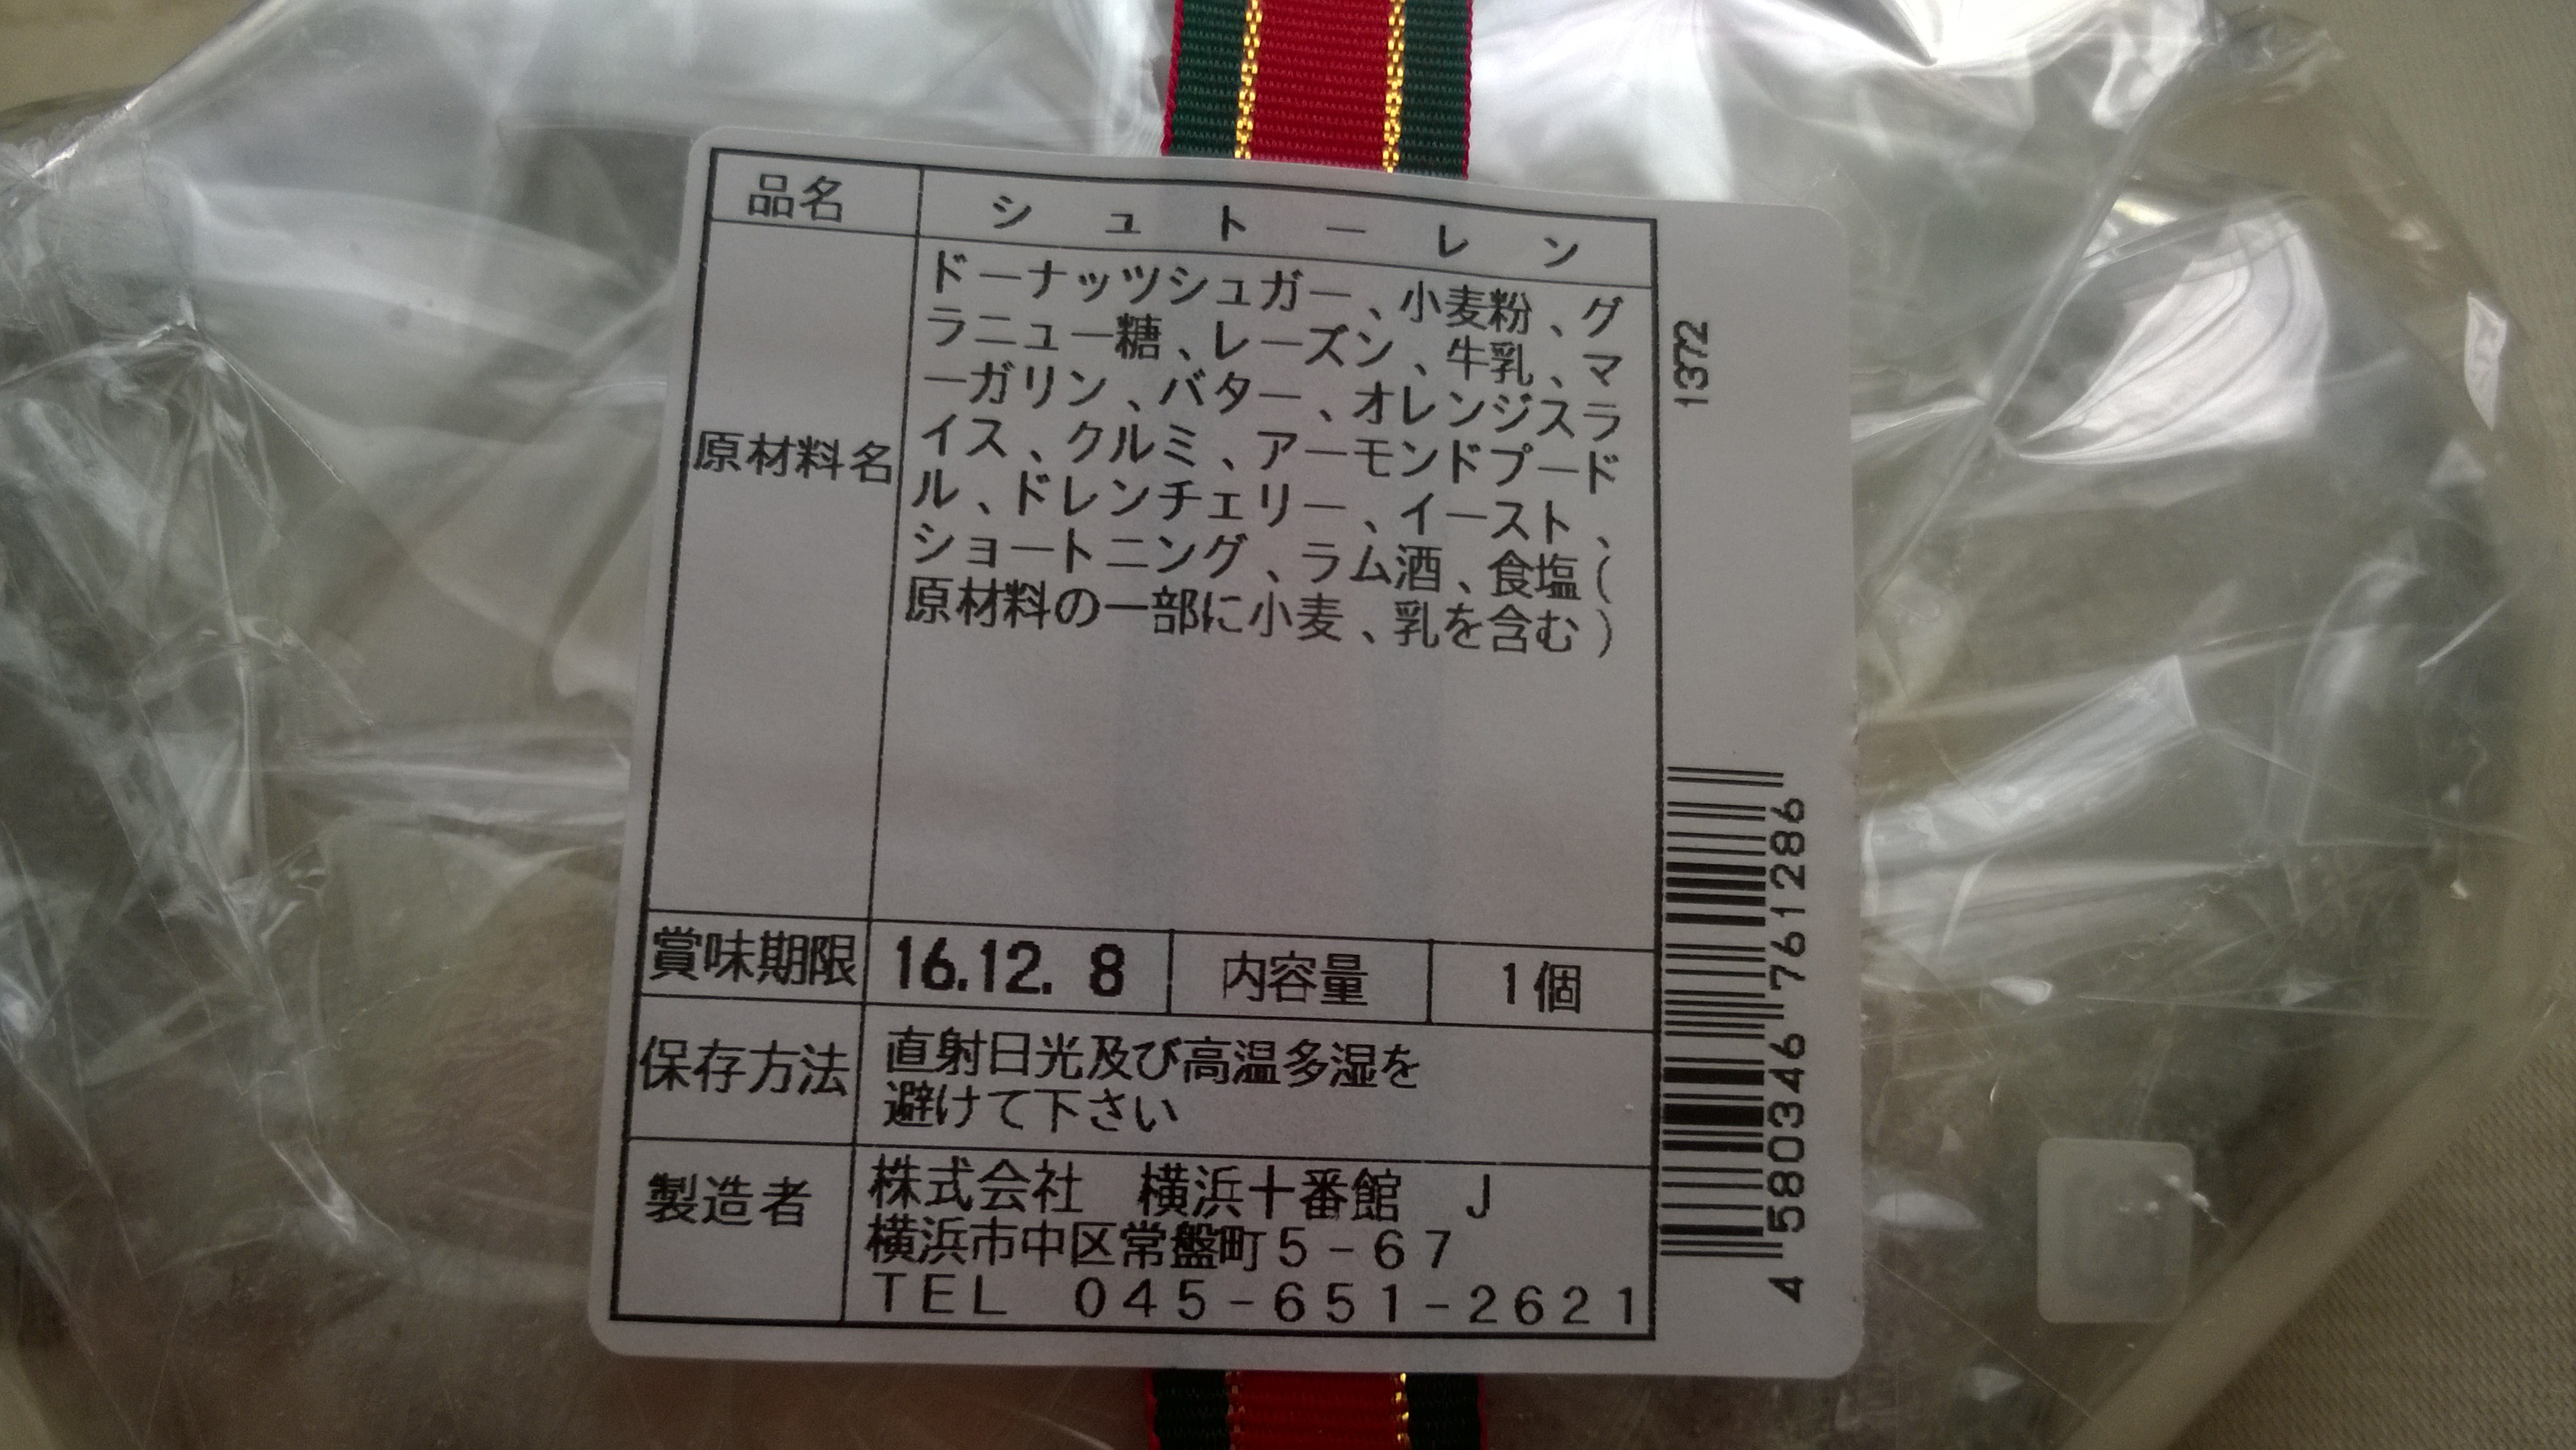 品名 シュトーレン
原材料名
ドーナッツシュガー、小麦粉、グ
ラニュー糖、レーズン、牛乳、マ
ーガリン、バター、オレンジスラ
イス、クルミ、アーモンドプード
ル、ドレンチェリー、イースト、
ショートニング、ラム酒、食塩(
原材料の一部に小麦、乳を含む)
賞味期限 16.12. 8 内容量 1個
保存方法 直射日光及び高温多湿を
避けて下さい
製造者 株式会社 横浜十番館 J
横浜市中区常盤町5-67
TEL 045-651-2621
1372
4 580346 761286